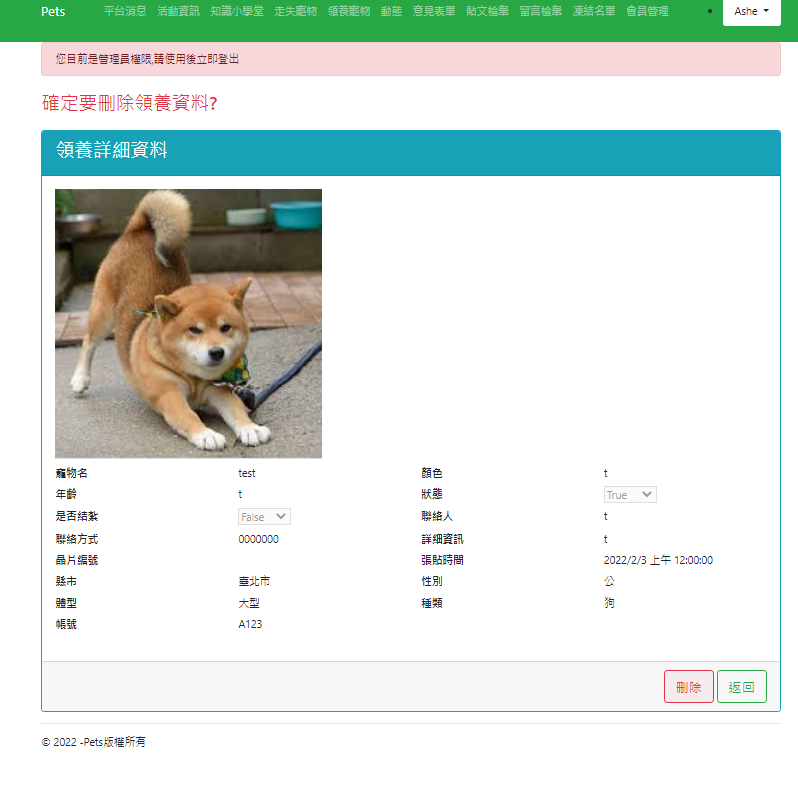 Pets 平台消息 活動資訊 知識小學堂 走失寵物 領養寵物 動態 意見表單 貼文檢舉 留言檢舉 凍結名單 會員管理 Ashe
您目前是管理員權限,請使用後立即登出
確定要刪除領養資料?
領養詳細資料
寵物名 test 顏色 t
年齡 t 狀態 True
是否結紮 False 聯絡人 t
聯絡方式 0000000 詳細資訊 t
晶片編號 張貼時間 2022/2/3 上午 12:00:00
縣市 臺北市 性別 公
體型 大型 種類 狗
帳號 A123
刪除 返回
© 2022 -Pets版權所有